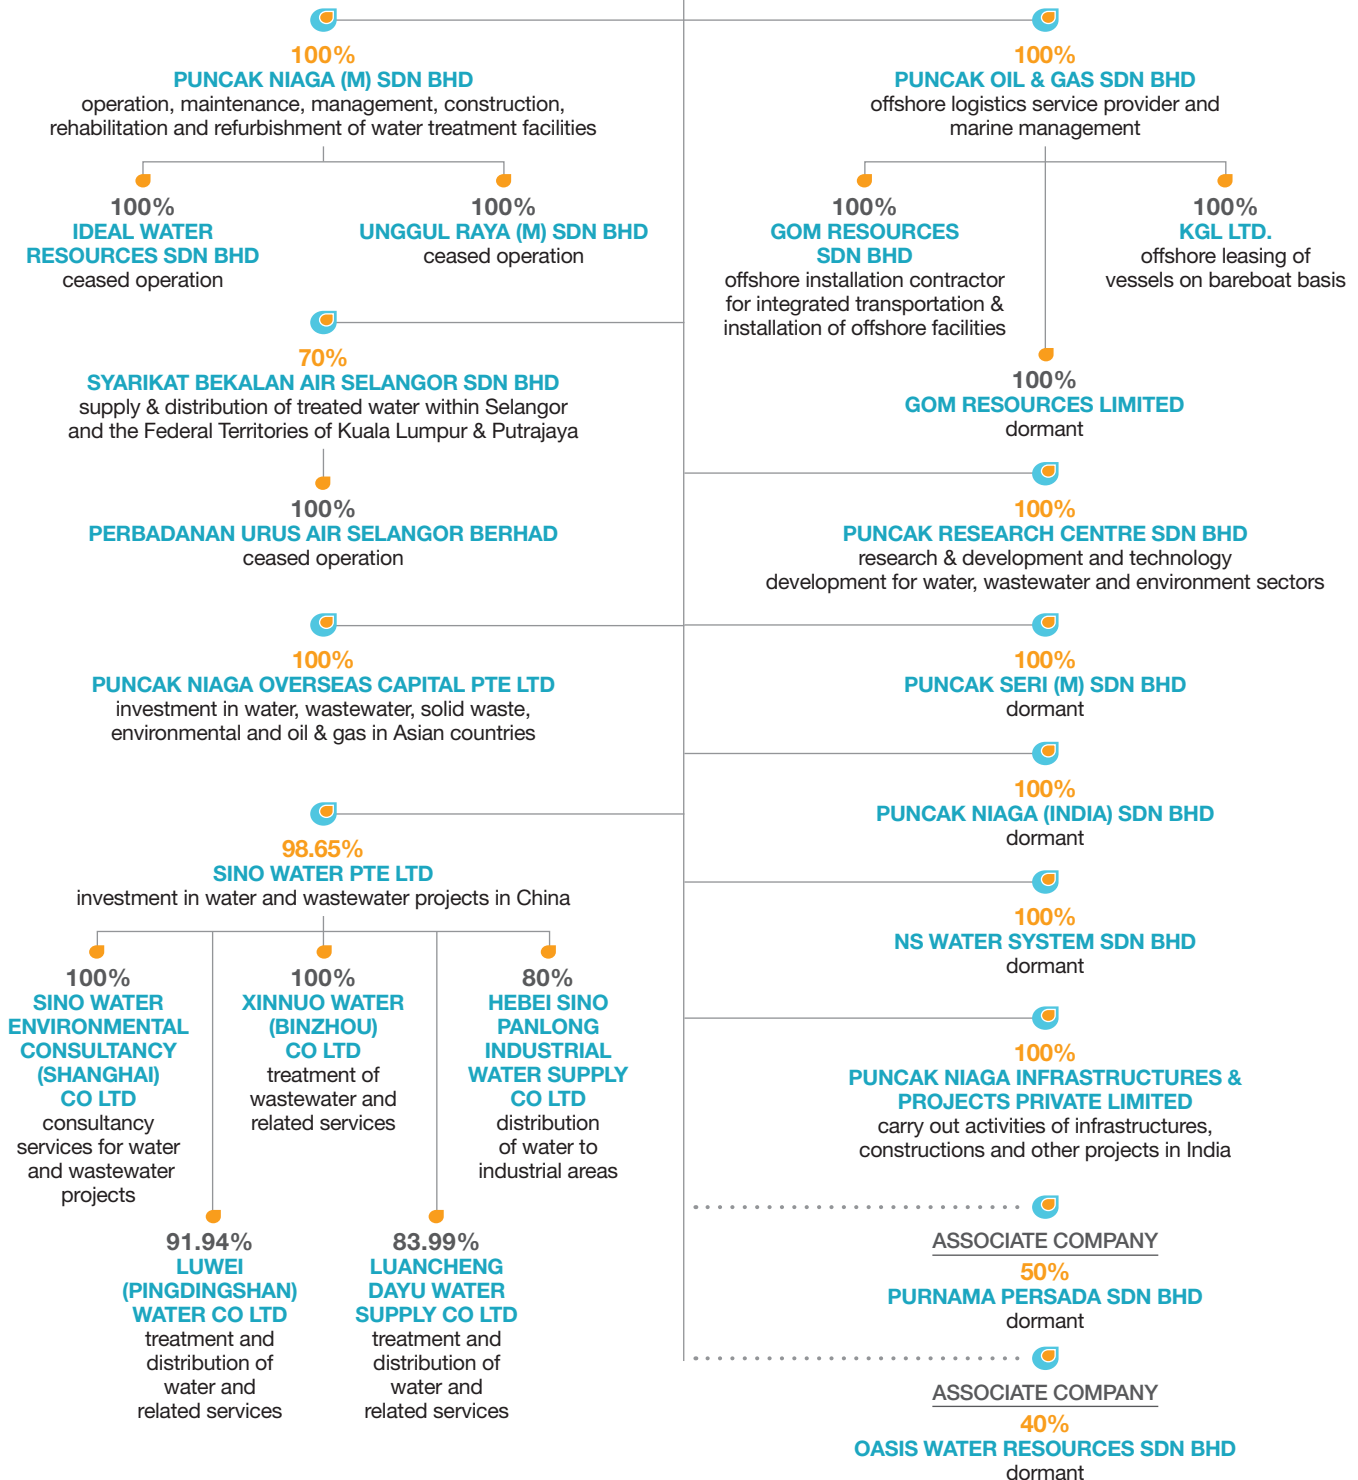 100%
PUNCAK NIAGA (M) SDN BHD
operation, maintenance, management, construction,
rehabilitation and refurbishment of water treatment facilities
100%
IDEAL WATER
RESOURCES SDN BHD
ceased operation
100%
UNGGUL RAYA (M) SDN BHD
ceased operation
70%
SYARIKAT BEKALAN AIR SELANGOR SDN BHD
supply & distribution of treated water within Selangor
and the Federal Territories of Kuala Lumpur & Putrajaya
100%
PERBADANAN URUS AIR SELANGOR BERHAD
ceased operation
100%
PUNCAK NIAGA OVERSEAS CAPITAL PTE LTD
investment in water, wastewater, solid waste,
environmental and oil & gas in Asian countries
98.65%
SINO WATER PTE LTD
investment in water and wastewater projects in China
100%
SINO WATER
ENVIRONMENTAL
CONSULTANCY
(SHANGHAI)
CO LTD
consultancy
services for water
and wastewater
projects
100%
XINNUO WATER
(BINZHOU)
CO LTD
treatment of
wastewater and
related services
80%
HEBEI SINO
PANLONG
INDUSTRIAL
WATER SUPPLY
CO LTD
distribution
of water to
industrial areas
91.94%
LUWEI
(PINGDINGSHAN)
WATER CO LTD
treatment and
distribution of
water and
related services
83.99%
LUANCHENG
DAYU WATER
SUPPLY CO LTD
treatment and
distribution of
water and
related services
100%
PUNCAK OIL & GAS SDN BHD
offshore logistics service provider and
marine management
100%
GOM RESOURCES
SDN BHD
offshore installation contractor
for integrated transportation &
installation of offshore facilities
100%
KGL LTD.
offshore leasing of
vessels on bareboat basis
100%
GOM RESOURCES LIMITED
dormant
100%
PUNCAK RESEARCH CENTRE SDN BHD
research & development and technology
development for water, wastewater and environment sectors
100%
PUNCAK SERI (M) SDN BHD
dormant
100%
PUNCAK NIAGA (INDIA) SDN BHD
dormant
100%
NS WATER SYSTEM SDN BHD
dormant
100%
PUNCAK NIAGA INFRASTRUCTURES &
PROJECTS PRIVATE LIMITED
carry out activities of infrastructures,
constructions and other projects in India
ASSOCIATE COMPANY
50%
PURNAMA PERSADA SDN BHD
dormant
ASSOCIATE COMPANY
40%
OASIS WATER RESOURCES SDN BHD
dormant